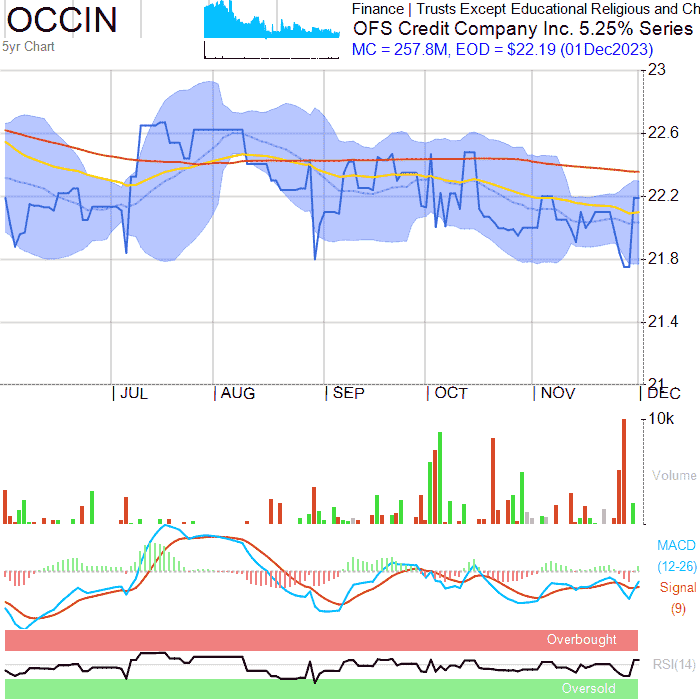 OCCIN
5yr Chart
Finance | Trusts Except Educational Religious and Ch
OFS Credit Company Inc. 5.25% Series
MC = 257.8M, EOD = $22.19 (01Dec2023)
23
22.6
22.2
21.8
21.4
21
| JUL | AUG | SEP | OCT | NOV | DEC
10k
Volume
MACD
(12-26)
Signal
(9)
Overbought
RSI(14)
Oversold